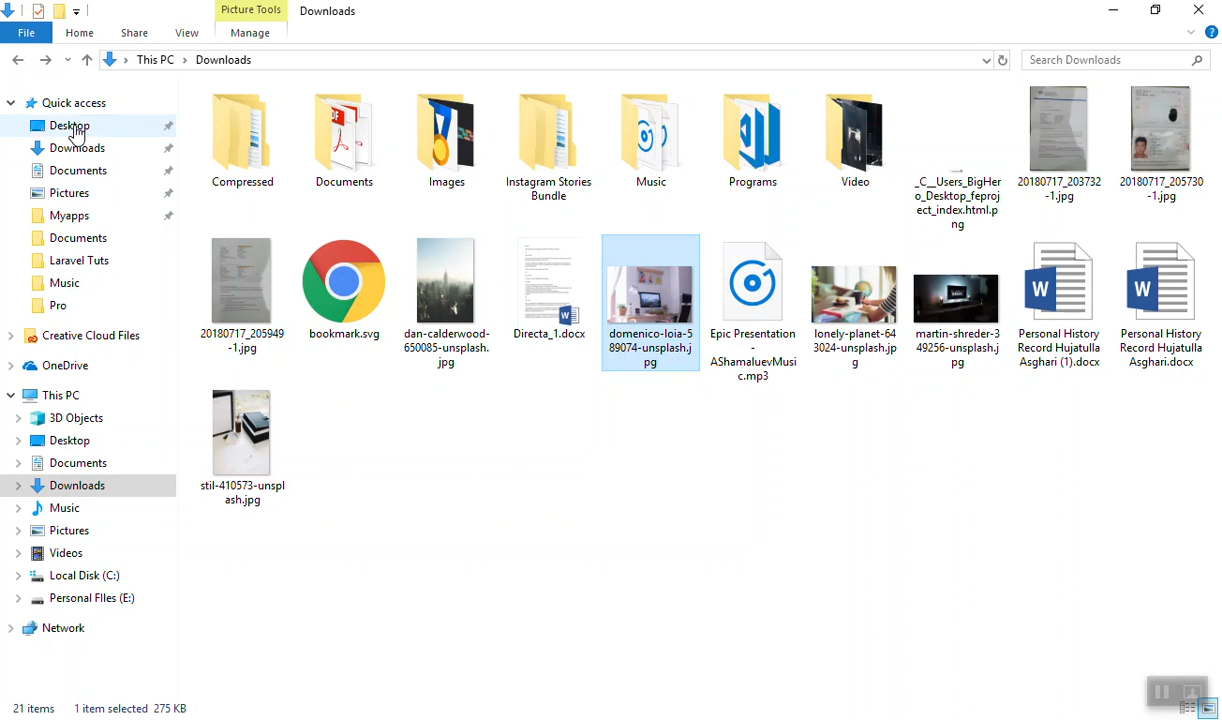 Picture Tools
Downloads
File
Home
Share
View
Manage
This PC
Downloads
Search Downloads
Quick access
Desktop
Downloads
Documents
Pictures
Myapps
Documents
Laravel Tuts
Music
Pro
Creative Cloud Files
OneDrive
This PC
3D Objects
Desktop
Documents
Downloads
Music
Pictures
Videos
Local Disk (C:)
Personal FIles (E:)
Network
Compressed
Documents
Images
Instagram Stories
Bundle
Music
Programs
Video
_C__Users_BigHer
o_Desktop_feproj
ect_index.html.p
ng
20180717_203732
-1.jpg
20180717_205730
-1.jpg
20180717_205949
-1.jpg
bookmark.svg
dan-calderwood-
650085-unsplash.
jpg
Directa_1.docx
domenico-loia-5
89074-unsplash.j
pg
Epic Presentation
-
AShamaluevMusi
c.mp3
lonely-planet-64
3024-unsplash.jp
g
martin-shreder-3
49256-unsplash.j
pg
Personal History
Record Hujatulla
Asghari (1).docx
Personal History
Record Hujatulla
Asghari.docx
stil-410573-unspl
ash.jpg
21 items
1 item selected 275 KB